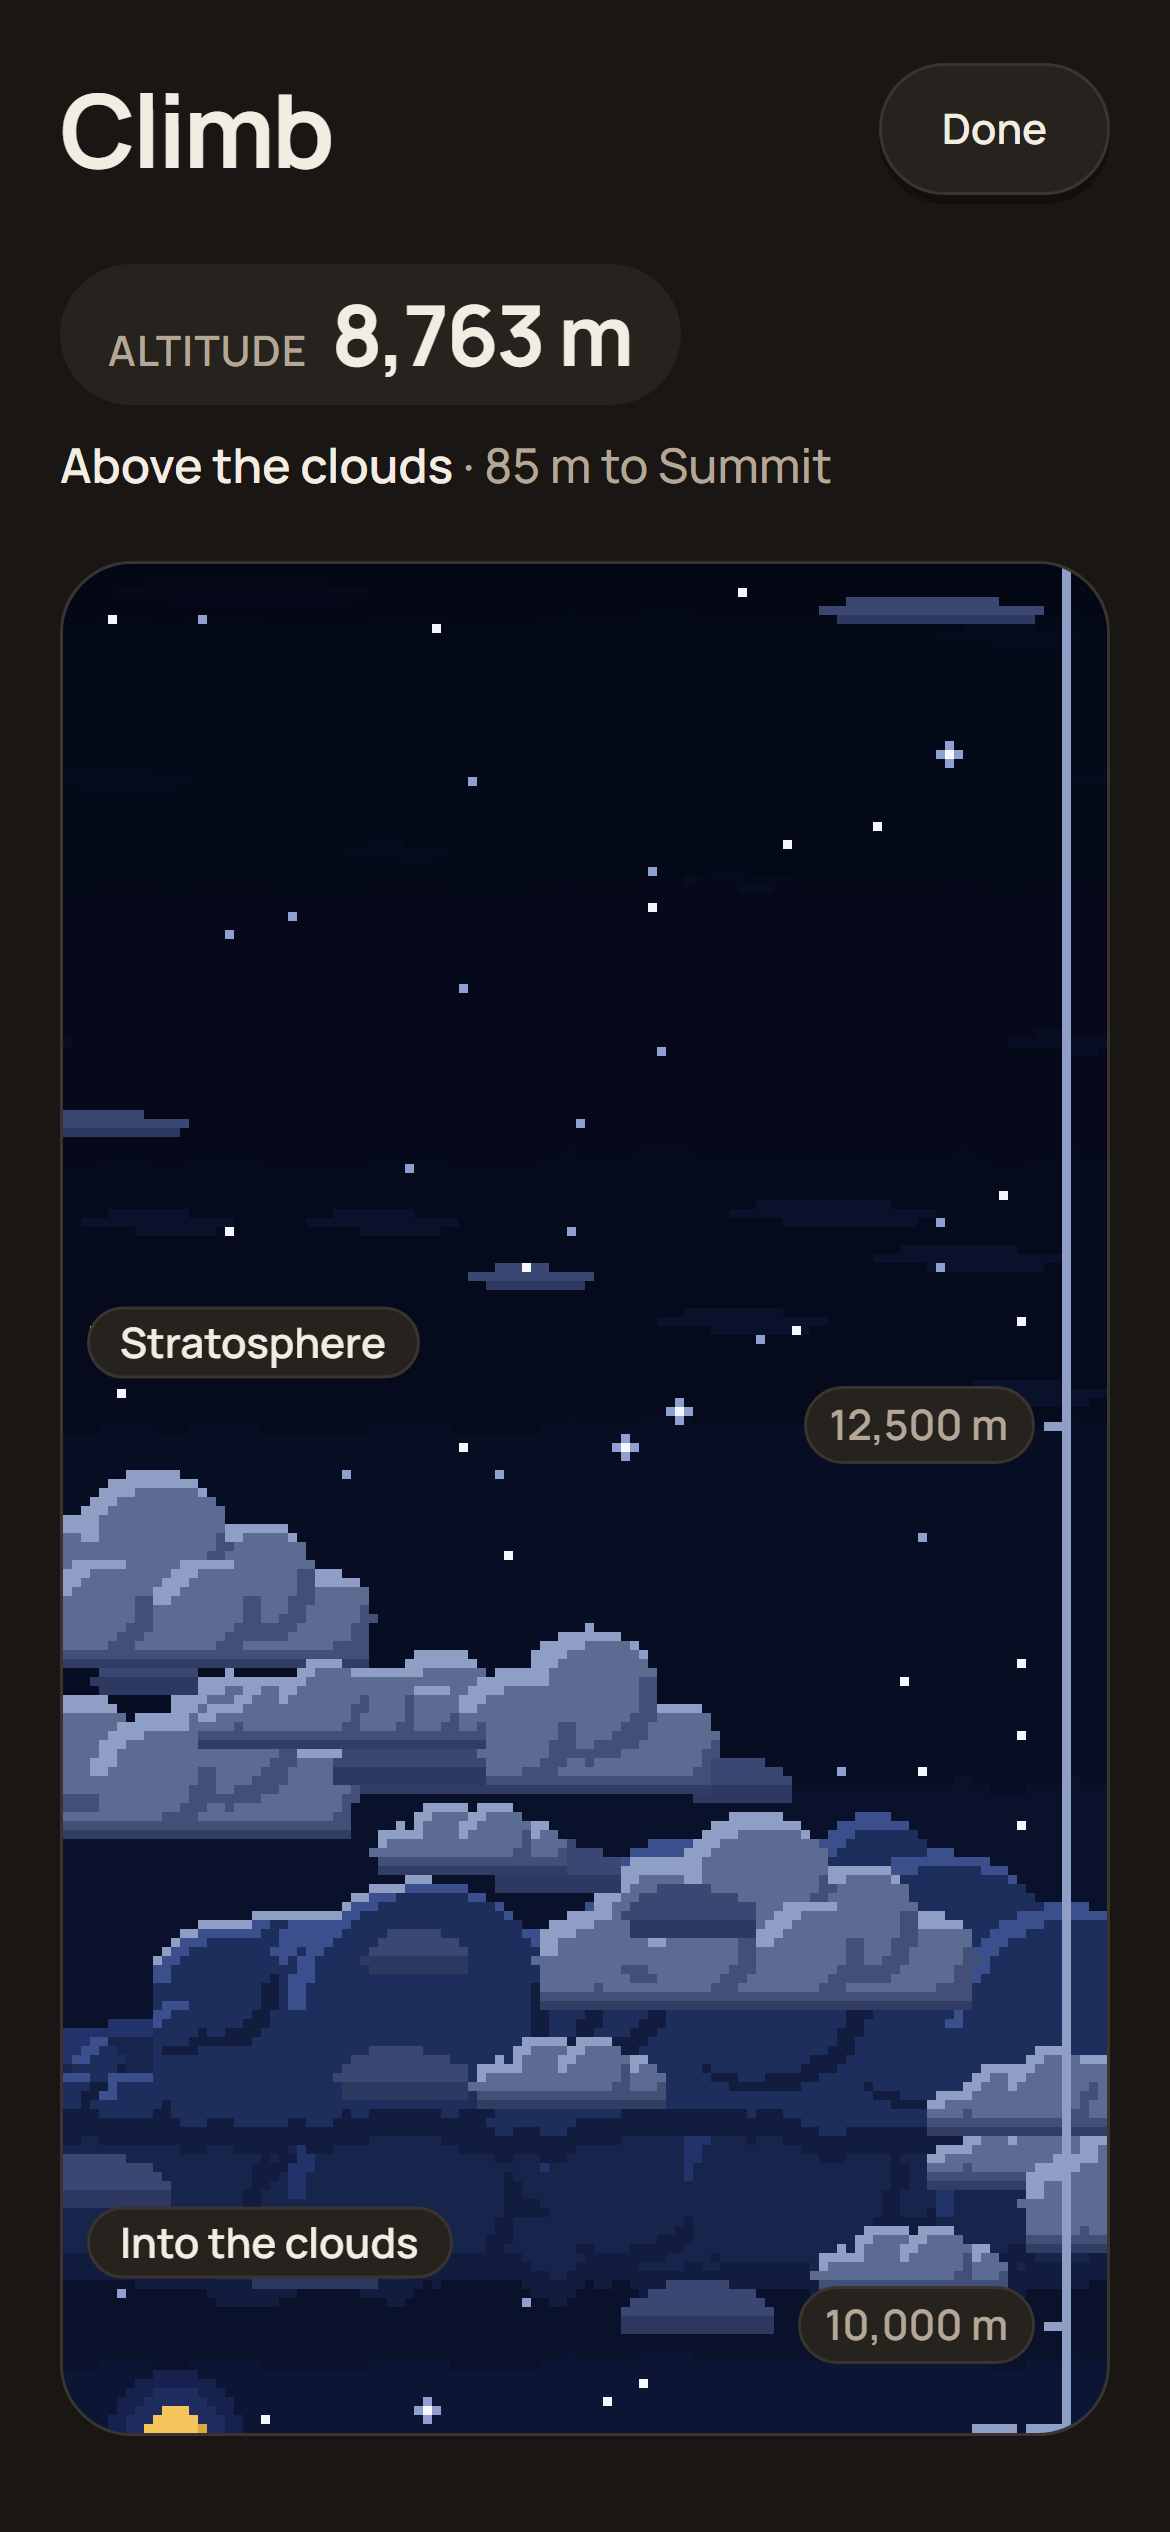 Climb
Done
ALTITUDE 8,763 m
Above the clouds · 85 m to Summit
Stratosphere
12,500 m
Into the clouds
10,000 m